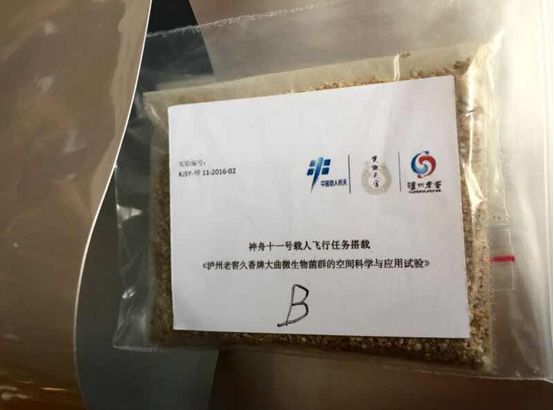 实验编号:
KJSY-神 11-2016-02
中国载人航天
泸州老窖
神舟十一号载人飞行任务搭载
《泸州老窖久香牌大曲微生物菌群的空间科学与应用试验》
B